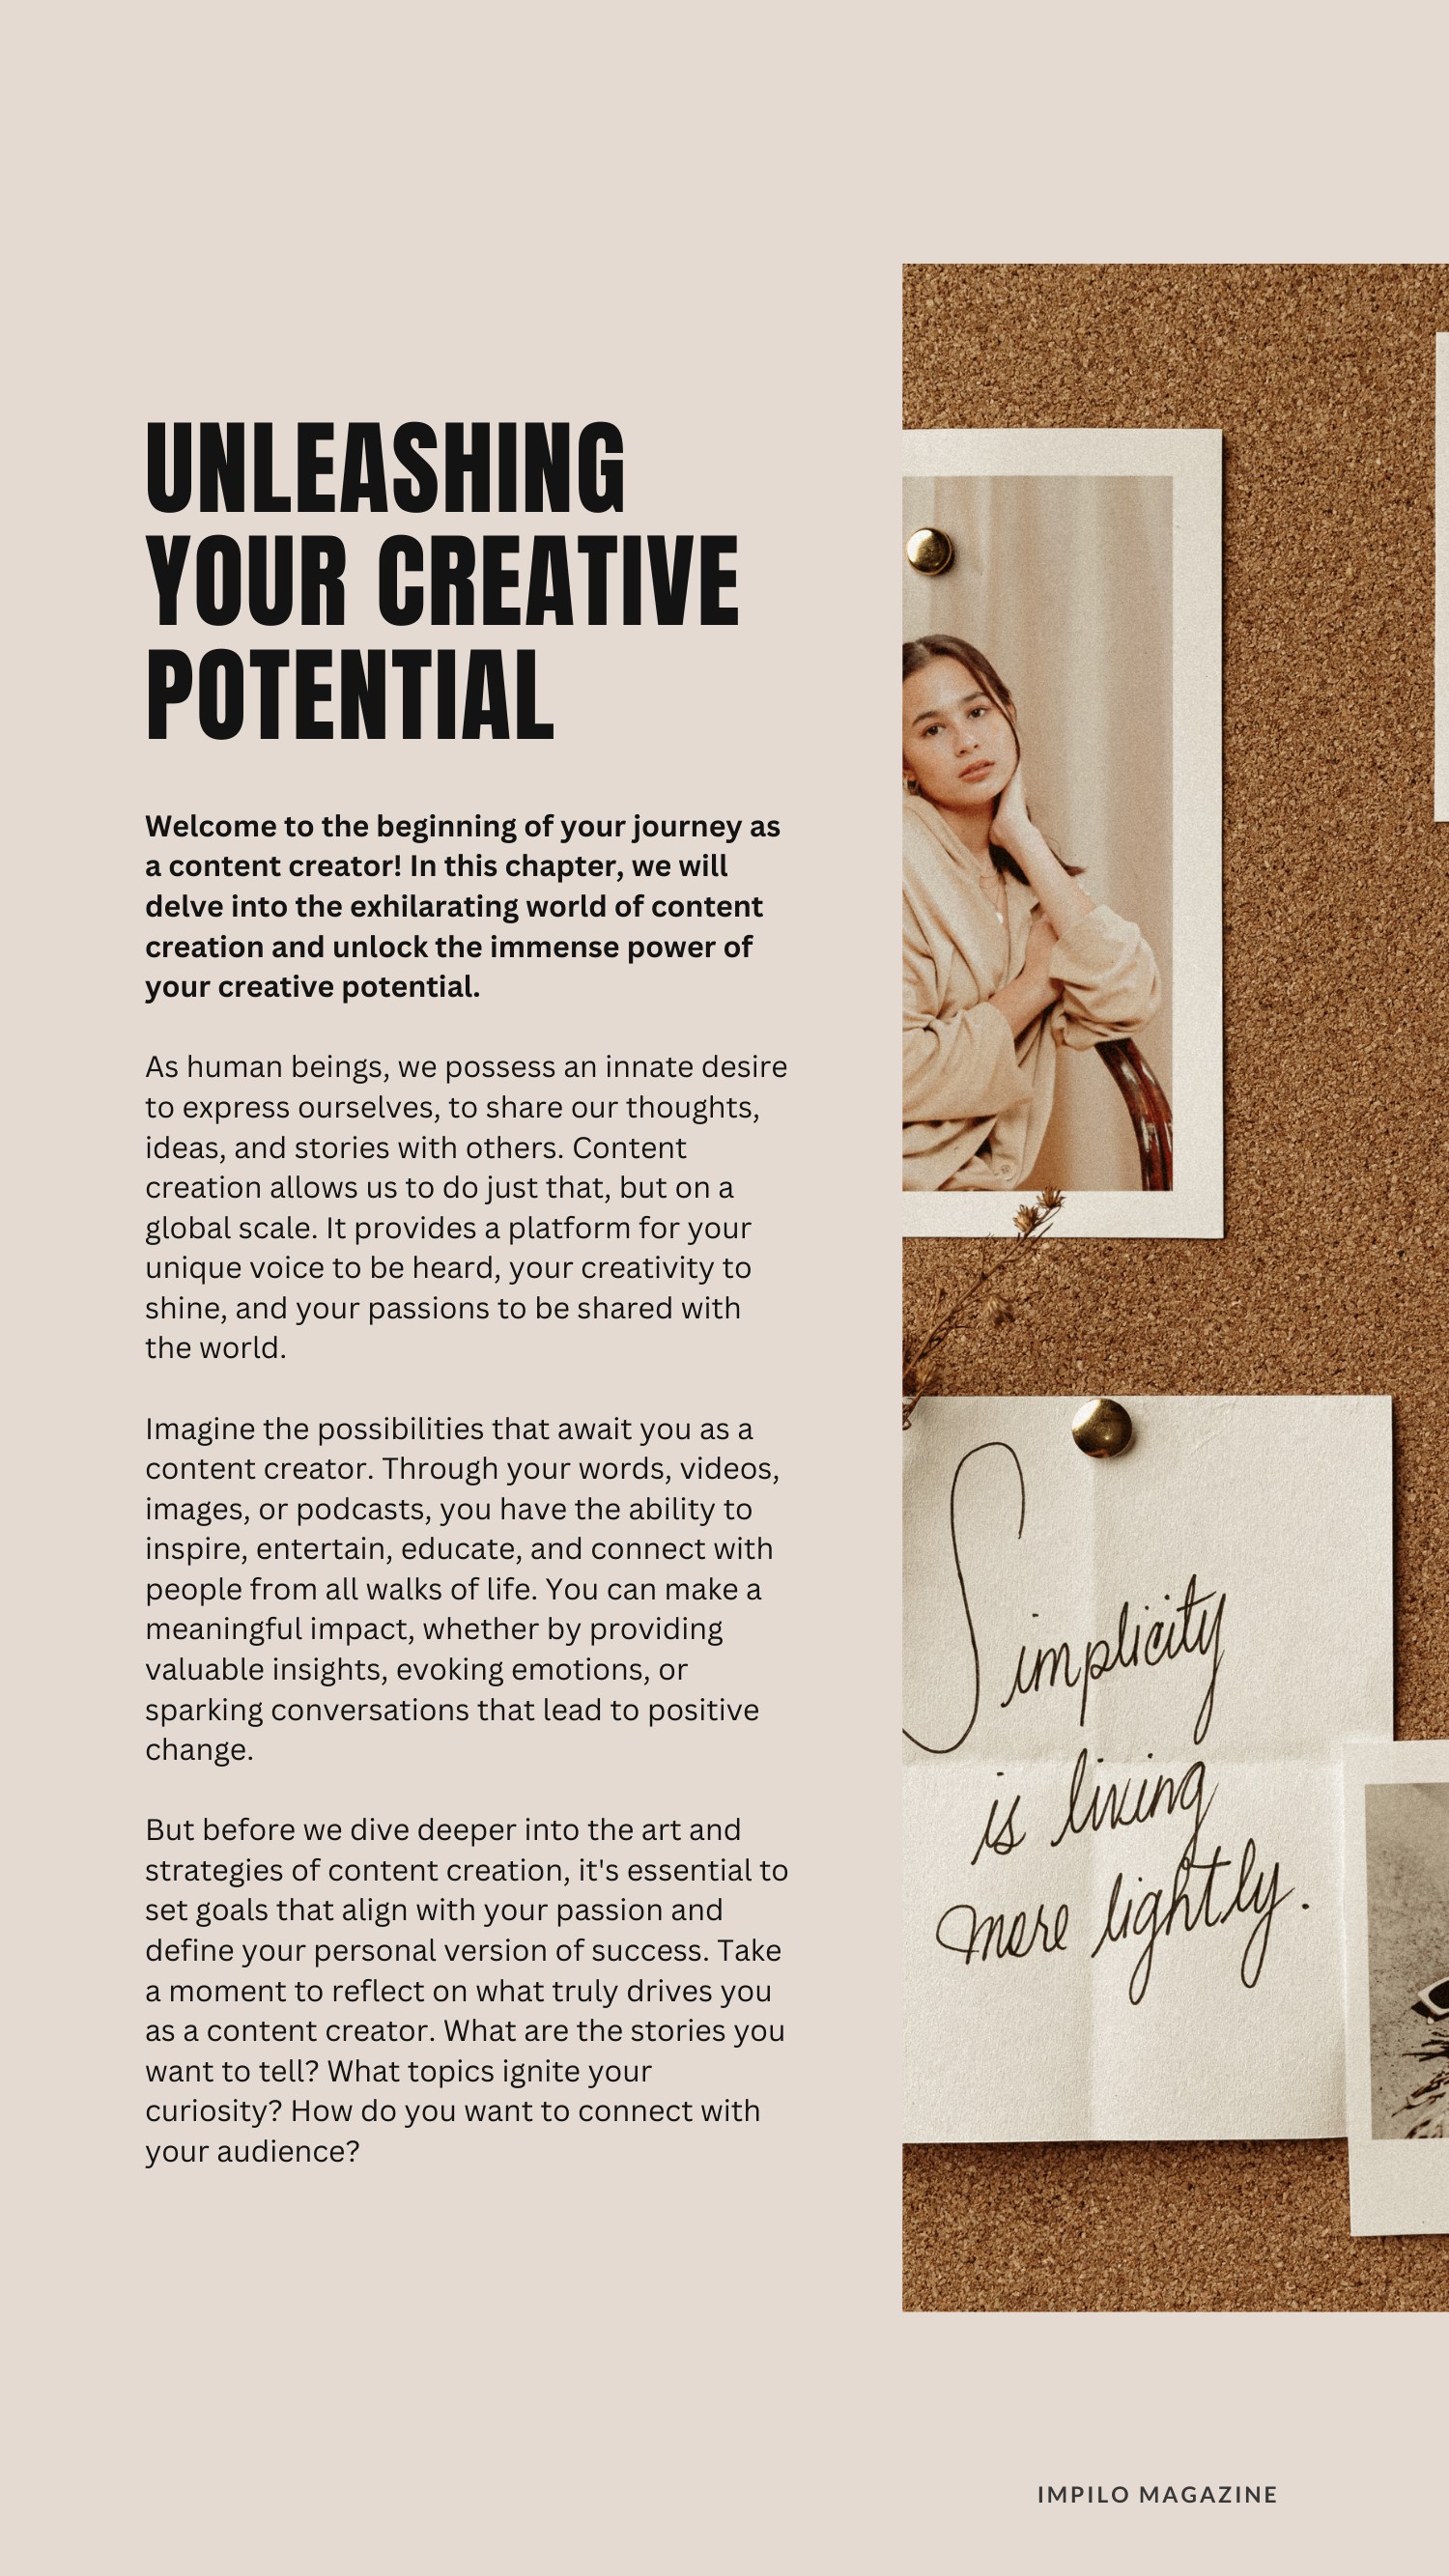 UNLEASHING
YOUR CREATIVE
POTENTIAL
Welcome to the beginning of your journey as
a content creator! In this chapter, we will
delve into the exhilarating world of content
creation and unlock the immense power of
your creative potential.
As human beings, we possess an innate desire
to express ourselves, to share our thoughts,
ideas, and stories with others. Content
creation allows us to do just that, but on a
global scale. It provides a platform for your
unique voice to be heard, your creativity to
shine, and your passions to be shared with
the world.
Imagine the possibilities that await you as a
content creator. Through your words, videos,
images, or podcasts, you have the ability to
inspire, entertain, educate, and connect with
people from all walks of life. You can make a
meaningful impact, whether by providing
valuable insights, evoking emotions, or
sparking conversations that lead to positive
change.
But before we dive deeper into the art and
strategies of content creation, it's essential to
set goals that align with your passion and
define your personal version of success. Take
a moment to reflect on what truly drives you
as a content creator. What are the stories you
want to tell? What topics ignite your
curiosity? How do you want to connect with
your audience?
Simplicity
is living
more lightly.
IMPILO MAGAZINE